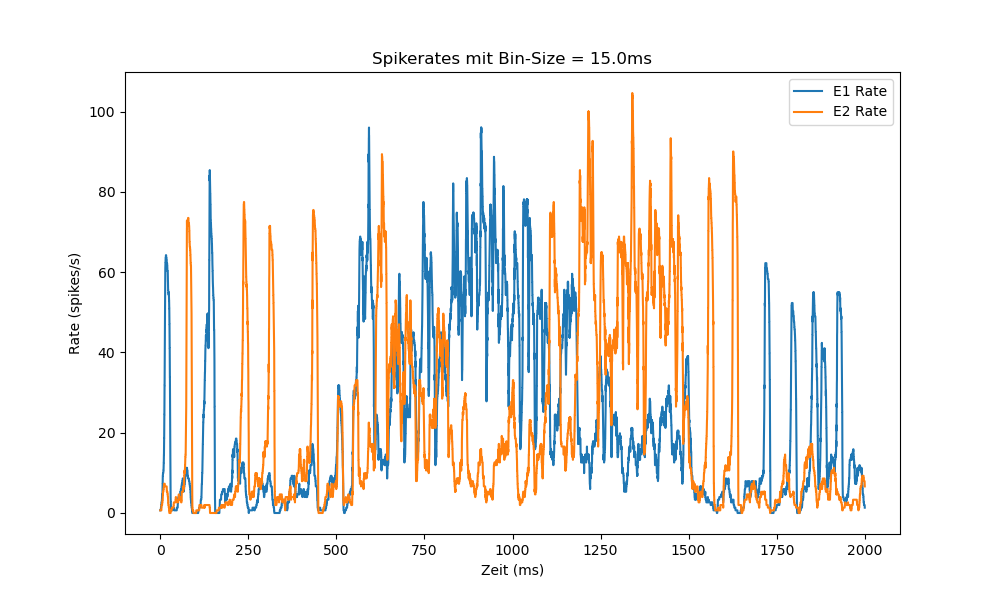 Spikerates mit Bin-Size = 15.0ms
E1 Rate
E2 Rate
100
80
60
40
20
0
Rate (spikes/s)
0 250 500 750 1000 1250 1500 1750 2000
Zeit (ms)